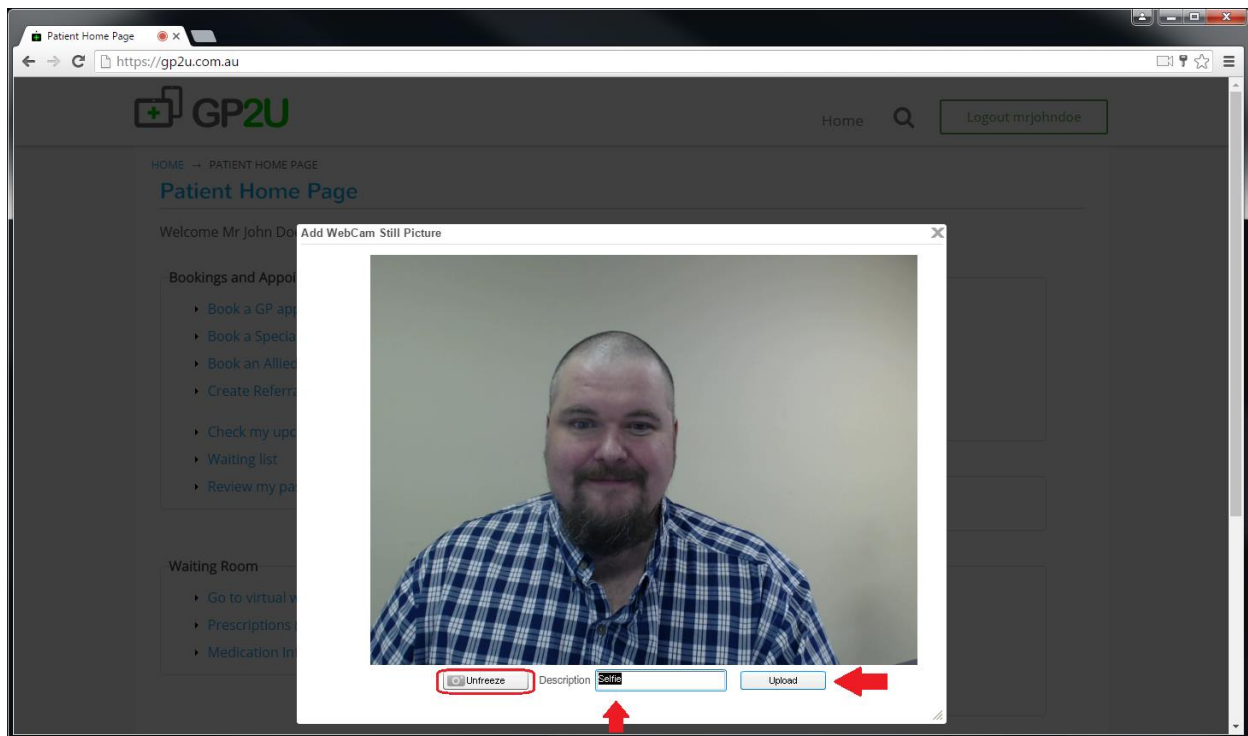 Patient Home Page
https://gp2u.com.au
GP2U
Home
Logout mrjohndoe
HOME → PATIENT HOME PAGE
Patient Home Page
Welcome Mr John Do
Add WebCam Still Picture
Bookings and Appoi
Book a GP app
Book a Specia
Book an Allied
Create Referra
Check my upc
Waiting list
Review my pa
Waiting Room
Go to virtual w
Prescriptions
Medication In
Unfreeze Description Selfie Upload